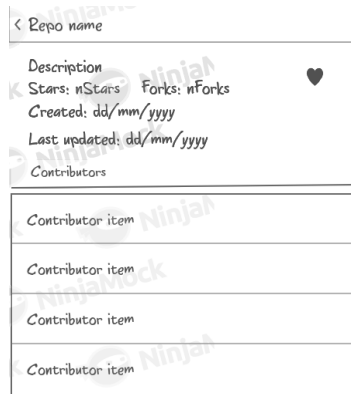 < Repo name
Description
Stars: nStars Forks: nForks
Created: dd/mm/yyyy
Last updated: dd/mm/yyyy
Contributors
Contributor item
Contributor item
Contributor item
Contributor item
NinjaMock